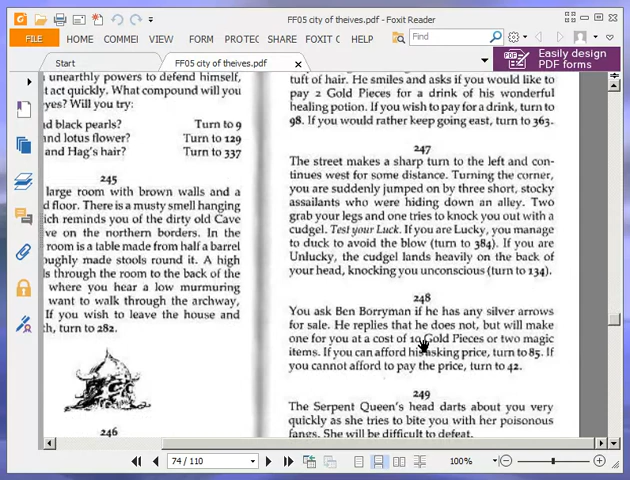 FF05 city of theives.pdf - Foxit Reader
FILE
HOME
COMMEI
VIEW
FORM
SHARE
FOXIT C
Find
Start
FF05 city of theives.pdf
Easily design
PDF forms
unearthly powers to defend himself,
t act quickly. What compound will you
eyes? Will you try:
d black pearls? Turn to 9
nd lotus flower? Turn to 129
and Hag's hair? Turn to 337
245
large room with brown walls and a
d floor. There is a musty smell hanging
ich reminds you of the dirty old Cave
ve on the northern borders. In the
room is a table made from half a barrel
oughly made stools round it. A high
ls through the room to the back of the
where you hear a low murmuring
want to walk through the archway,
If you wish to leave the house and
h, turn to 282.
246
tuft of hair. He smiles and asks if you would like to
pay 2 Gold Pieces for a drink of his wonderful
healing potion. If you wish to pay for a drink, turn to
98. If you would rather keep going east, turn to 363.
247
The street makes a sharp turn to the left and con-
tinues west for some distance. Turning the corner,
you are suddenly jumped on by three short, stocky
assailants who were hiding down an alley. Two
grab your legs and one tries to knock you out with a
cudgel. Test your Luck. If you are Lucky, you manage
to duck to avoid the blow (turn to 384). If you are
Unlucky, the cudgel lands heavily on the back of
your head, knocking you unconscious (turn to 134).
248
You ask Ben Borryman if he has any silver arrows
for sale. He replies that he does not, but will make
one for you at a cost of 10 Gold Pieces or two magic
items. If you can afford his asking price, turn to 85. If
you cannot afford to pay the price, turn to 42.
249
The Serpent Queen's head darts about you very
quickly as she tries to bite you with her poisonous
fangs. She will be difficult to defeat.
74 / 110
100%